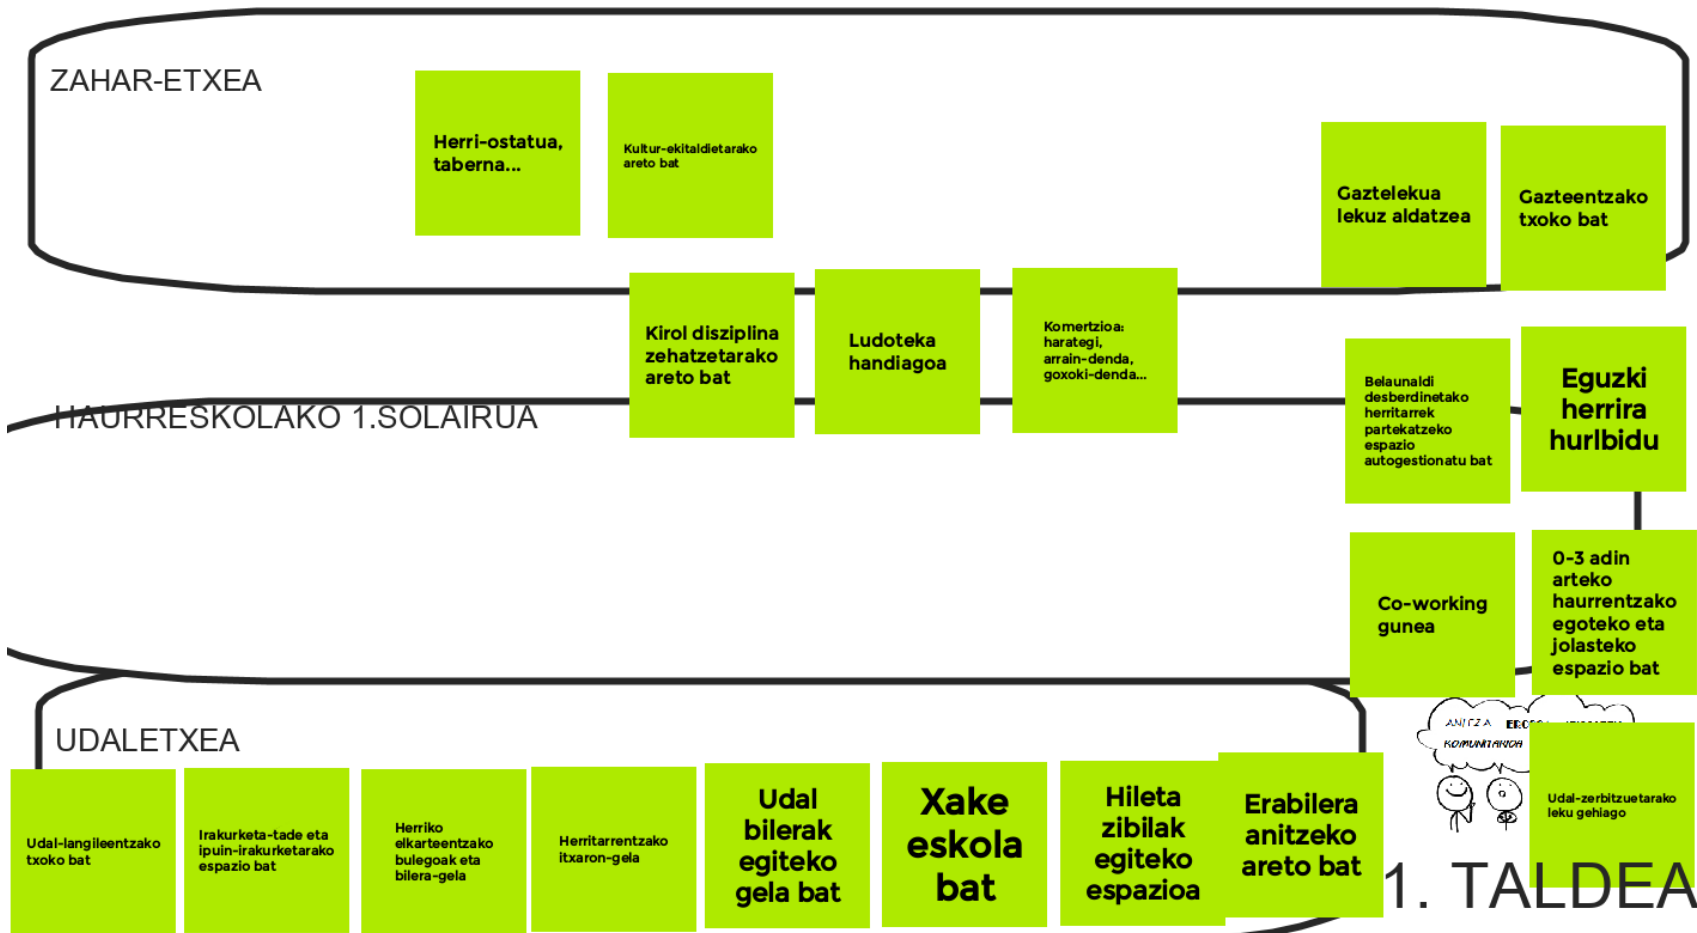 ZAHAR-ETXEA
Herri-ostatua,
taberna...
Kultur-ekitaldietarako
areto bat
Gaztelekua
lekuz aldatzea
Gazteentzako
txoko bat
Kirol disziplina
zehatzetarako
areto bat
Ludoteka
handiagoa
Komertzioa:
harategi,
arrain-denda,
goxoki-denda...
Belaunaldi
desberdinetako
herritarrek
partekatzeko
espazio
autogestionatu bat
Eguzki
herrira
hurlbidu
HAURRESKOLAKO 1.SOLAIRUA
Co-working
gunea
0-3 adin
arteko
haurrentzako
egoteko eta
jolasteko
espazio bat
UDALETXEA
Udal-langileentzako
txoko bat
Irakurketa-tade eta
ipuin-irakurketarako
espazio bat
Herriko
elkarteentzako
bulegoak eta
bilera-gela
Herritarrentzako
itxaron-gela
Udal
bilerak
egiteko
gela bat
Xake
eskola
bat
Hileta
zibilak
egiteko
espazioa
Erabilera
anitzeko
areto bat
KOMUNITARIOA
Udal-zerbitzuetarako
leku gehiago
1. TALDEA